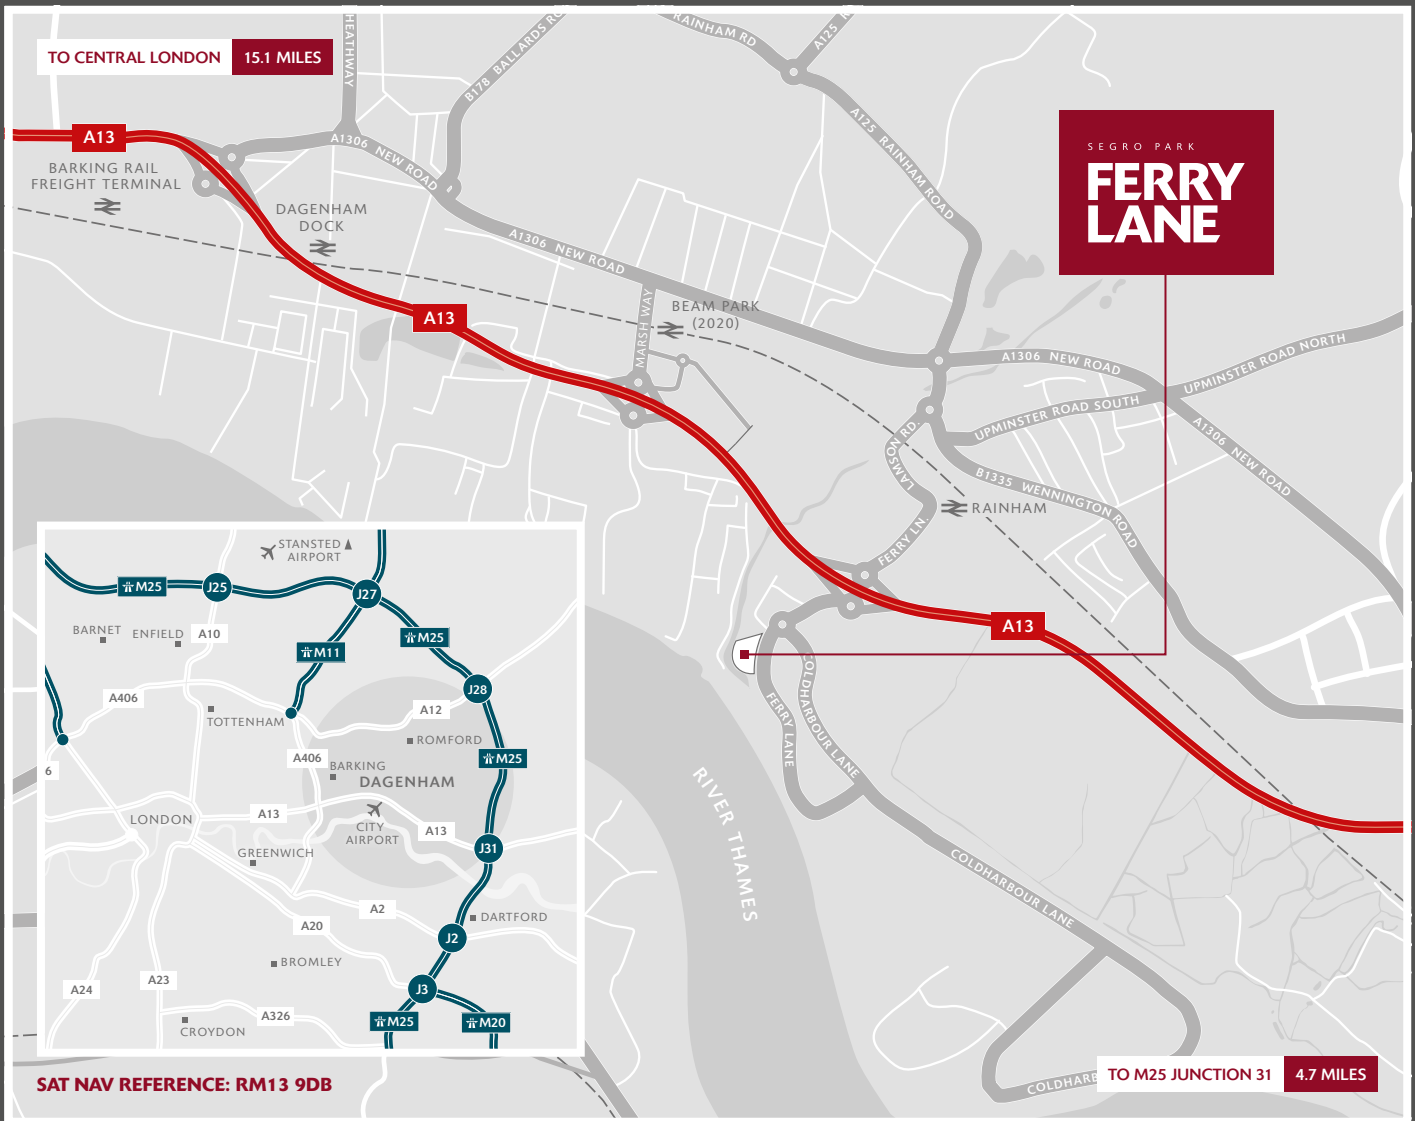 TO CENTRAL LONDON 15.1 MILES
HEATHWAY
B178 BALLARDS RO
RAINHAM RD
A125
A13
BARKING RAIL
FREIGHT TERMINAL
A1306 NEW ROAD
DAGENHAM
DOCK
A125 RAINHAM ROAD
SEGRO PARK
FERRY
LANE
A1306 NEW ROAD
A13
MARSH WAY
BEAM PARK
(2020)
A1306 NEW ROAD
UPMINSTER ROAD NORTH
UPMINSTER ROAD SOUTH
A1306 NEW ROAD
LAMSON RD.
B1335 WENNINGTON ROAD
RAINHAM
FERRY LN.
A13
FERRY LANE
COLDHARBOUR LANE
RIVER THAMES
COLDHARBOUR LANE
COLDHARB
TO M25 JUNCTION 31 4.7 MILES
STANSTED
AIRPORT
M25
J25
J27
BARNET
ENFIELD
A10
M11
M25
A406
J28
TOTTENHAM
A12
ROMFORD
A406
M25
6
BARKING
DAGENHAM
LONDON
A13
CITY
AIRPORT
A13
J31
GREENWICH
A2
DARTFORD
A20
J2
BROMLEY
A24
A23
J3
A326
CROYDON
M25
M20
SAT NAV REFERENCE: RM13 9DB